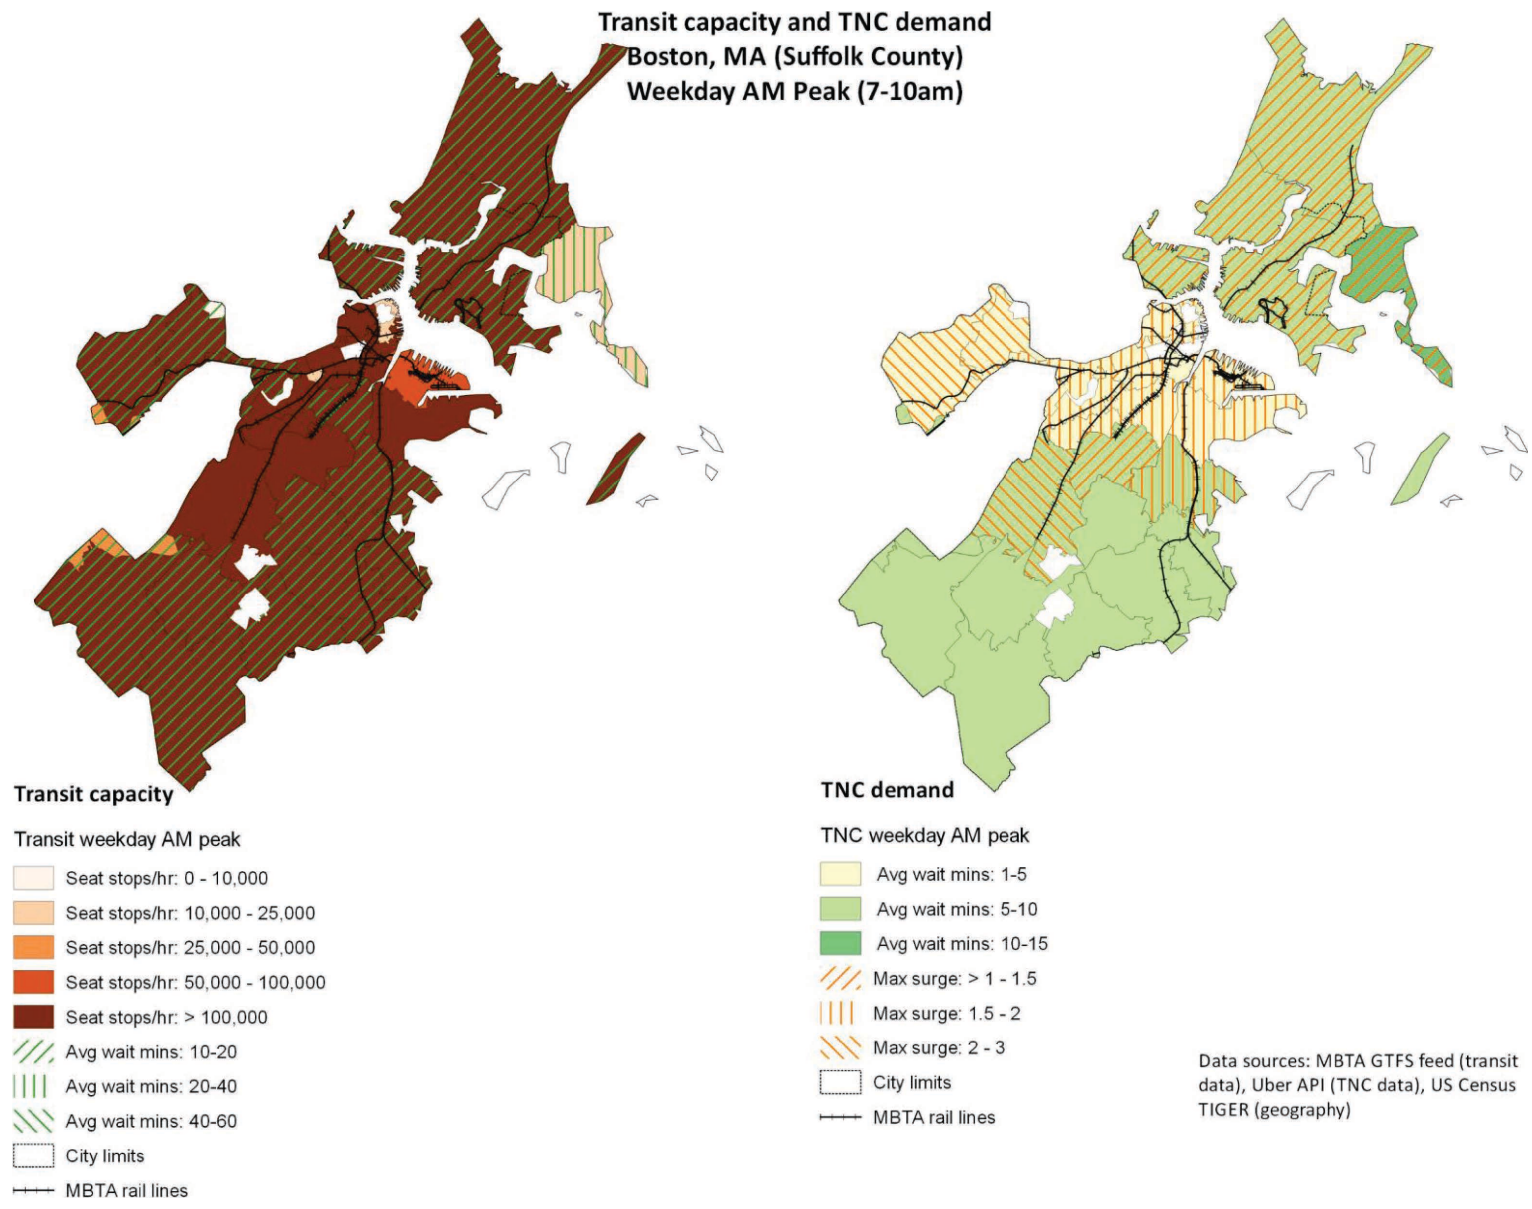 Transit capacity and TNC demand
Boston, MA (Suffolk County)
Weekday AM Peak (7-10am)
Transit capacity
Transit weekday AM peak
Seat stops/hr: 0 - 10,000
Seat stops/hr: 10,000 - 25,000
Seat stops/hr: 25,000 - 50,000
Seat stops/hr: 50,000 - 100,000
Seat stops/hr: > 100,000
Avg wait mins: 10-20
Avg wait mins: 20-40
Avg wait mins: 40-60
City limits
MBTA rail lines
TNC demand
TNC weekday AM peak
Avg wait mins: 1-5
Avg wait mins: 5-10
Avg wait mins: 10-15
Max surge: > 1 - 1.5
Max surge: 1.5 - 2
Max surge: 2 - 3
City limits
MBTA rail lines
Data sources: MBTA GTFS feed (transit
data), Uber API (TNC data), US Census
TIGER (geography)